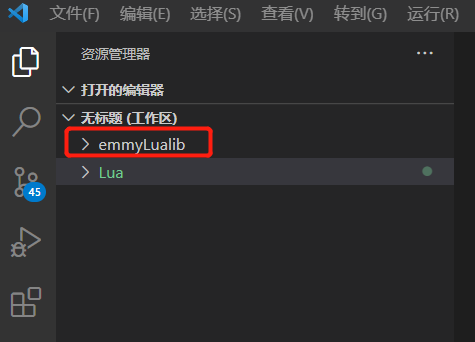 文件(F) 编辑(E) 选择(S) 查看(V) 转到(G) 运行(R)
资源管理器 ···
打开的编辑器
无标题 (工作区)
emmyLualib
Lua
45